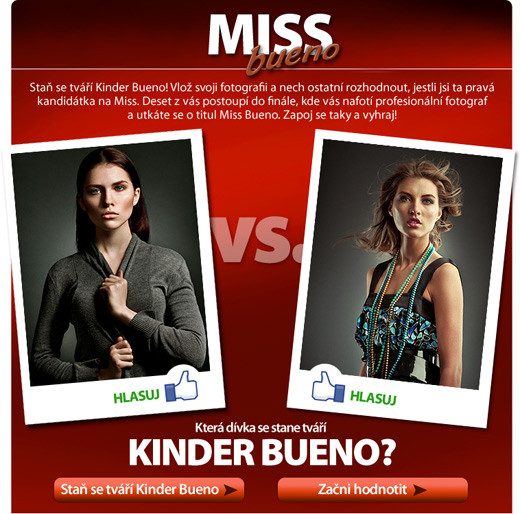 MISS
bueno
Staň se tváří Kinder Bueno! Vlož svoji fotografii a nech ostatní rozhodnout, jestli jsi ta pravá
kandidátka na Miss. Deset z vás postoupí do finále, kde vás nafotí profesionální fotograf
a utkáte se o titul Miss Bueno. Zapoj se taky a vyhraj!
VS.
HLASUJ
HLASUJ
Která dívka se stane tváří
KINDER BUENO?
Staň se tváří Kinder Bueno
Začni hodnotit